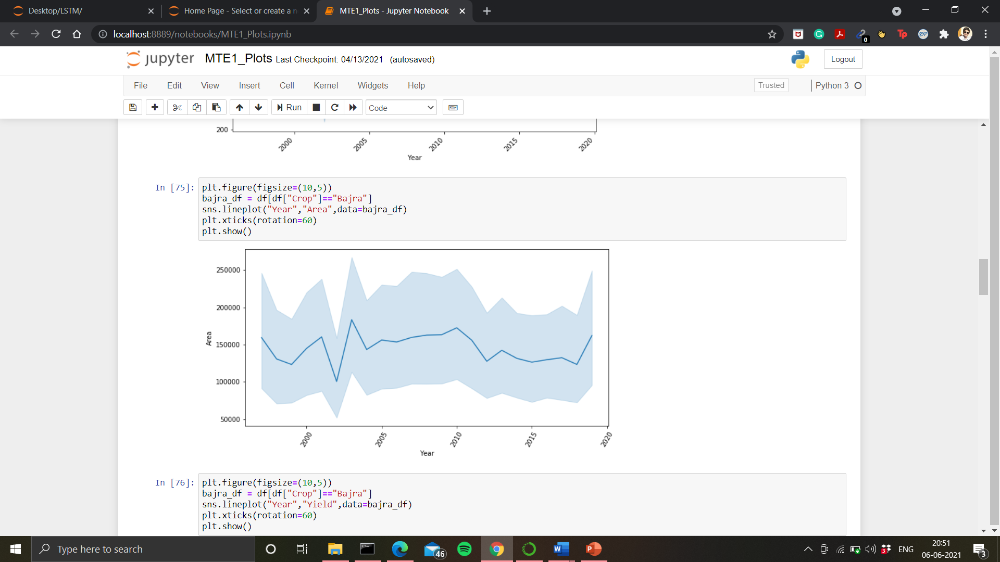 Desktop/LSTM/
Home Page - Select or create a n
MTE1_Plots - Jupyter Notebook
localhost:8889/notebooks/MTE1_Plots.ipynb
0
Tp
DP
jupyter MTE1_Plots Last Checkpoint: 04/13/2021 (autosaved)
Logout
File Edit View Insert Cell Kernel Widgets Help
Trusted
Python 3
Run
Code
200
2000 2005 2010 2015 2020
Year
In [75]:
plt.figure(figsize=(10,5))
bajra_df = df[df["Crop"]=="Bajra"]
sns.lineplot("Year","Area",data=bajra_df)
plt.xticks(rotation=60)
plt.show()
250000
200000
150000
100000
50000
Area
2000 2005 2010 2015 2020
Year
In [76]:
plt.figure(figsize=(10,5))
bajra_df = df[df["Crop"]=="Bajra"]
sns.lineplot("Year","Yield",data=bajra_df)
plt.xticks(rotation=60)
plt.show()
Type here to search
46
W
P
3
ENG
20:51
06-06-2021
3